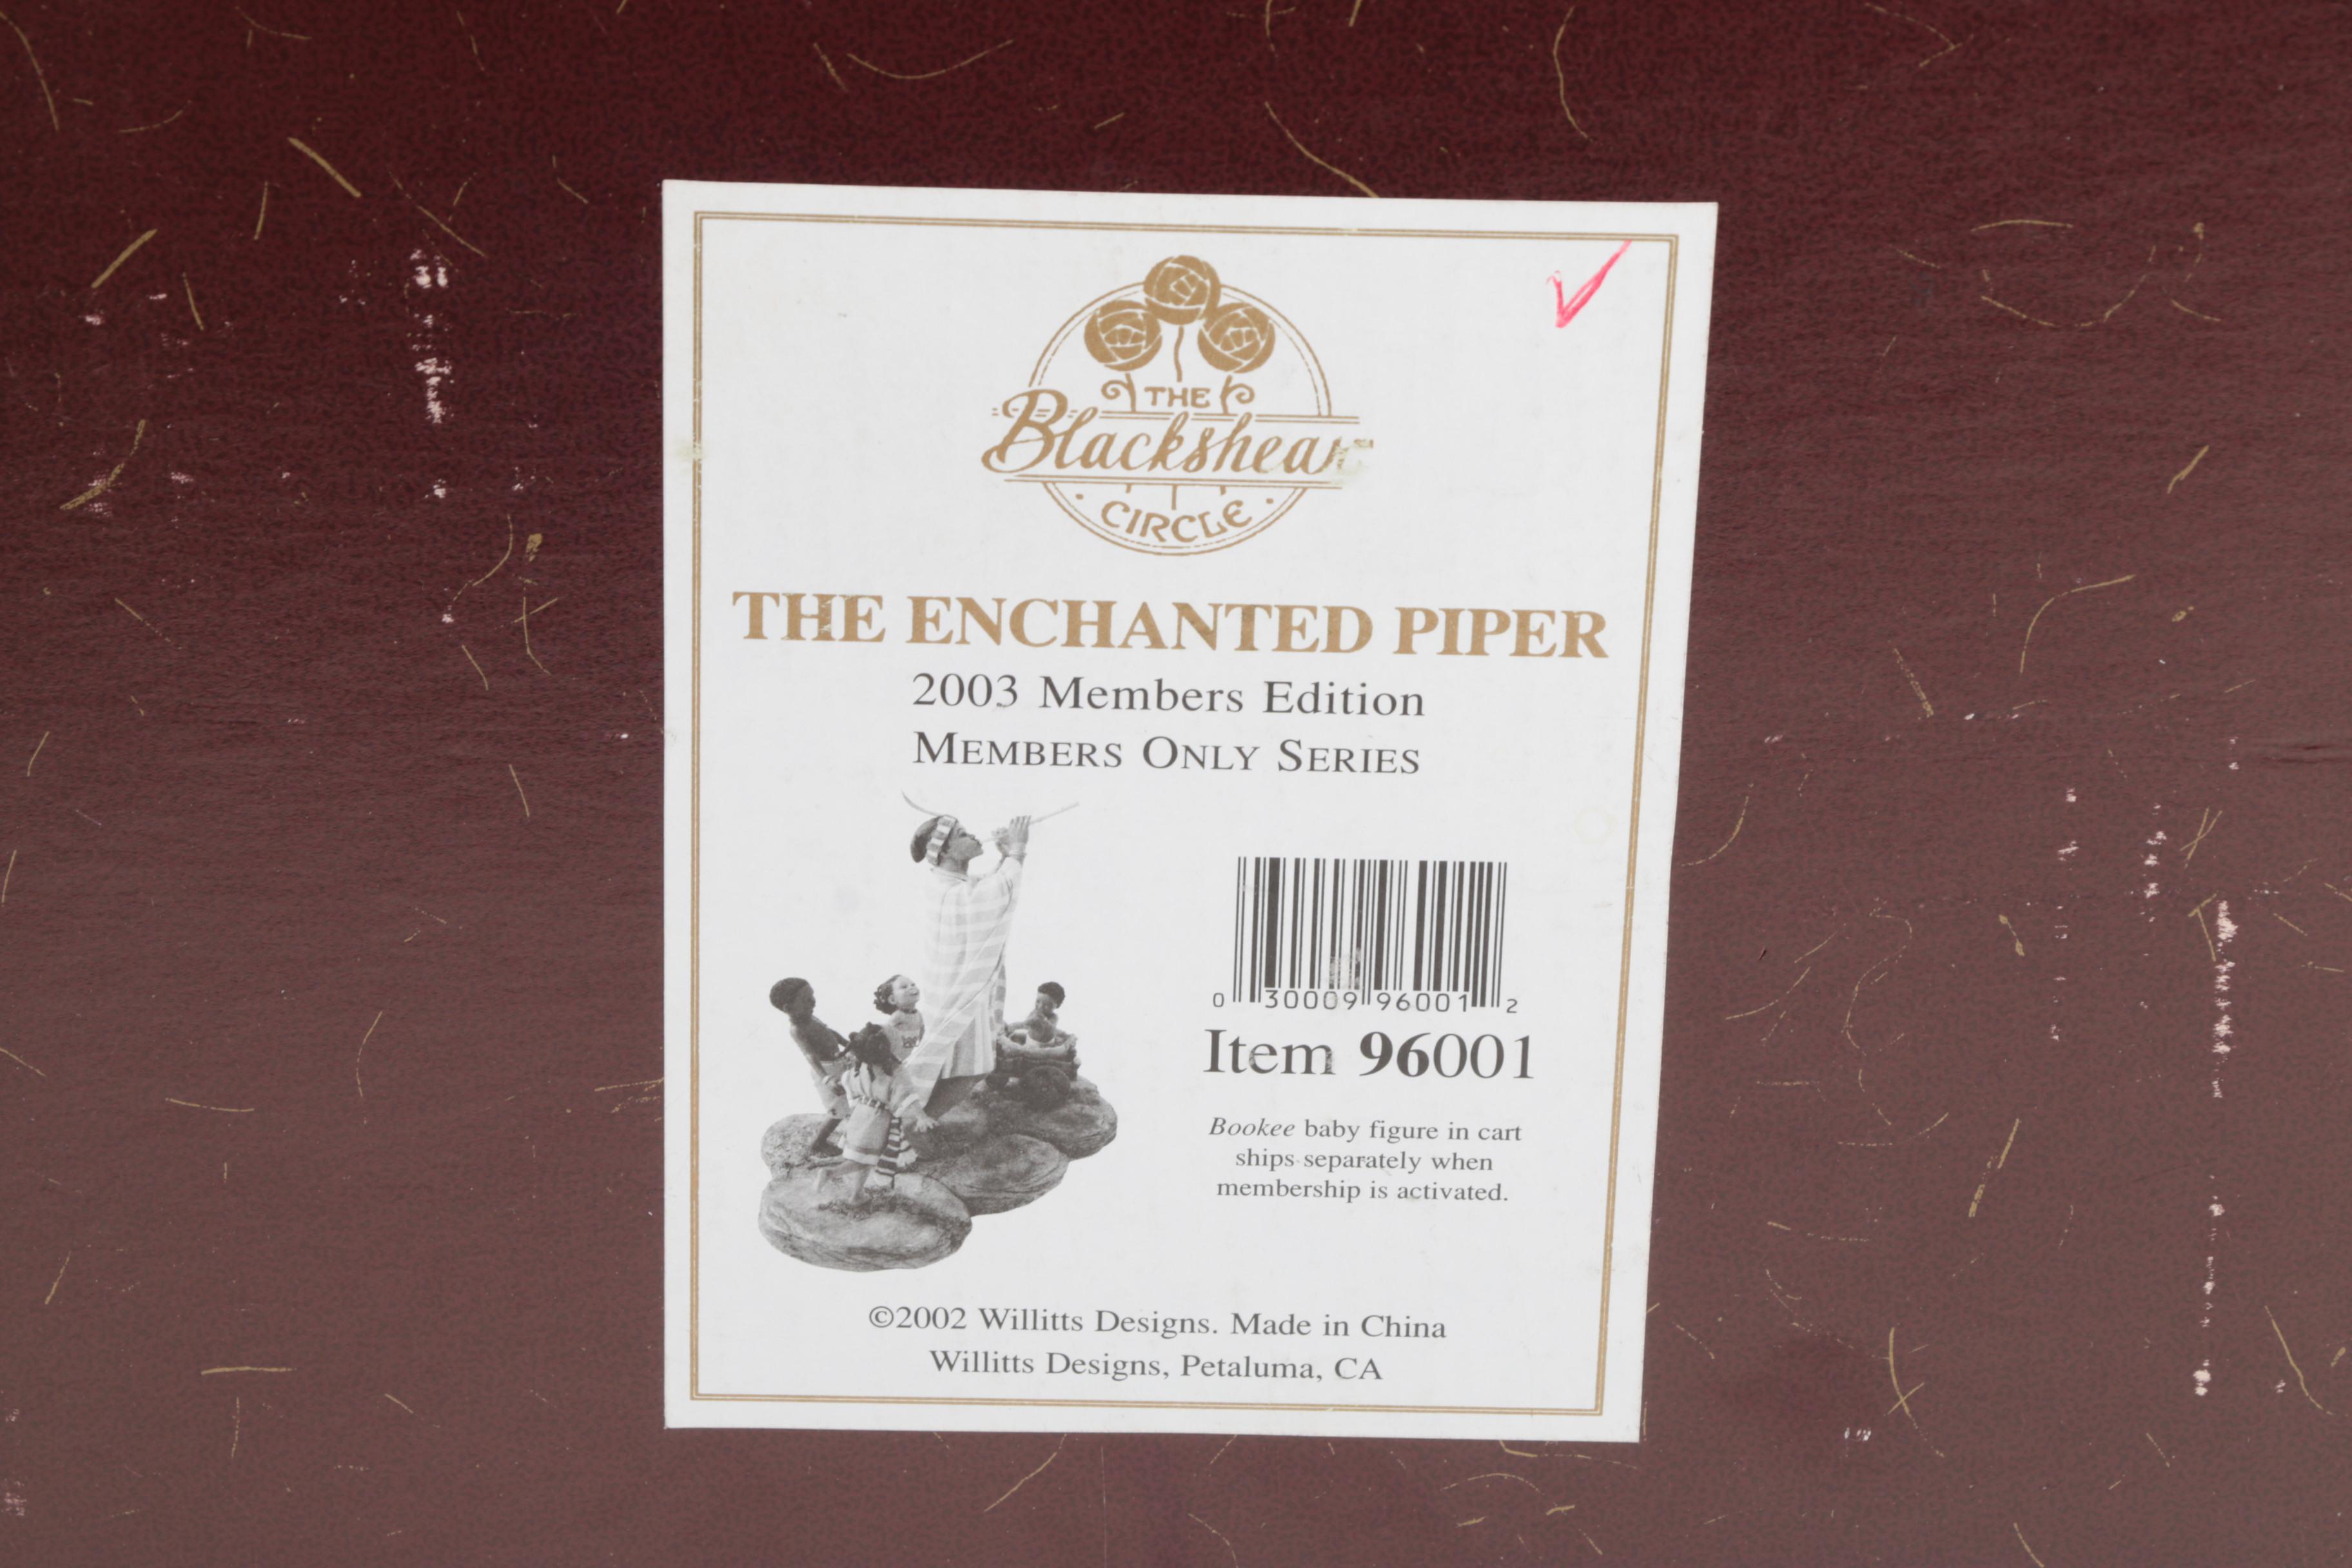 THE
Blackshear
CIRCLE
THE ENCHANTED PIPER
2003 Members Edition
MEMBERS ONLY SERIES
0 30009 96001 2
Item 96001
Bookee baby figure in cart
ships separately when
membership is activated.
©2002 Willitts Designs. Made in China
Willitts Designs, Petaluma, CA